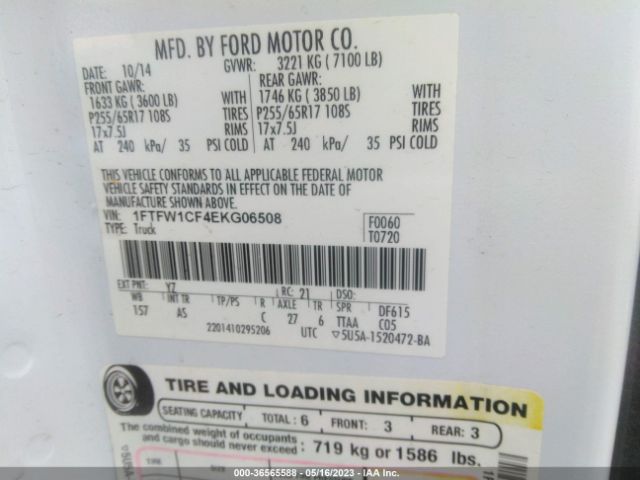 MFD. BY FORD MOTOR CO.
DATE: 10/14 GVWR: 3221 KG (7100 LB)
FRONT GAWR: REAR GAWR:
1633 KG (3600 LB) WITH 1746 KG (3850 LB) WITH
P255/65R17 108S TIRES P255/65R17 108S TIRES
17x7.5J RIMS 17x7.5J RIMS
AT 240 kPa/ 35 PSI COLD AT 240 kPa/ 35 PSI COLD
THIS VEHICLE CONFORMS TO ALL APPLICABLE FEDERAL MOTOR
VEHICLE SAFETY STANDARDS IN EFFECT ON THE DATE OF
MANUFACTURE SHOWN ABOVE.
VIN: 1FTFW1CF4EKG06508 F0060
TYPE: Truck T0720
EXT PNT: YZ RC: 21 DSO:
WB INT TR TP/PS R AXLE TR SPR DF615
157 AS C 27 6 TTAA C05
2201410295206 UTC ▽5U5A-1520472-BA
TIRE AND LOADING INFORMATION
SEATING CAPACITY TOTAL: 6 FRONT: 3 REAR: 3
The combined weight of occupants
and cargo should never exceed: 719 kg or 1586 lbs.
TIRE
000-36565588 - 05/16/2023 - IAA Inc.